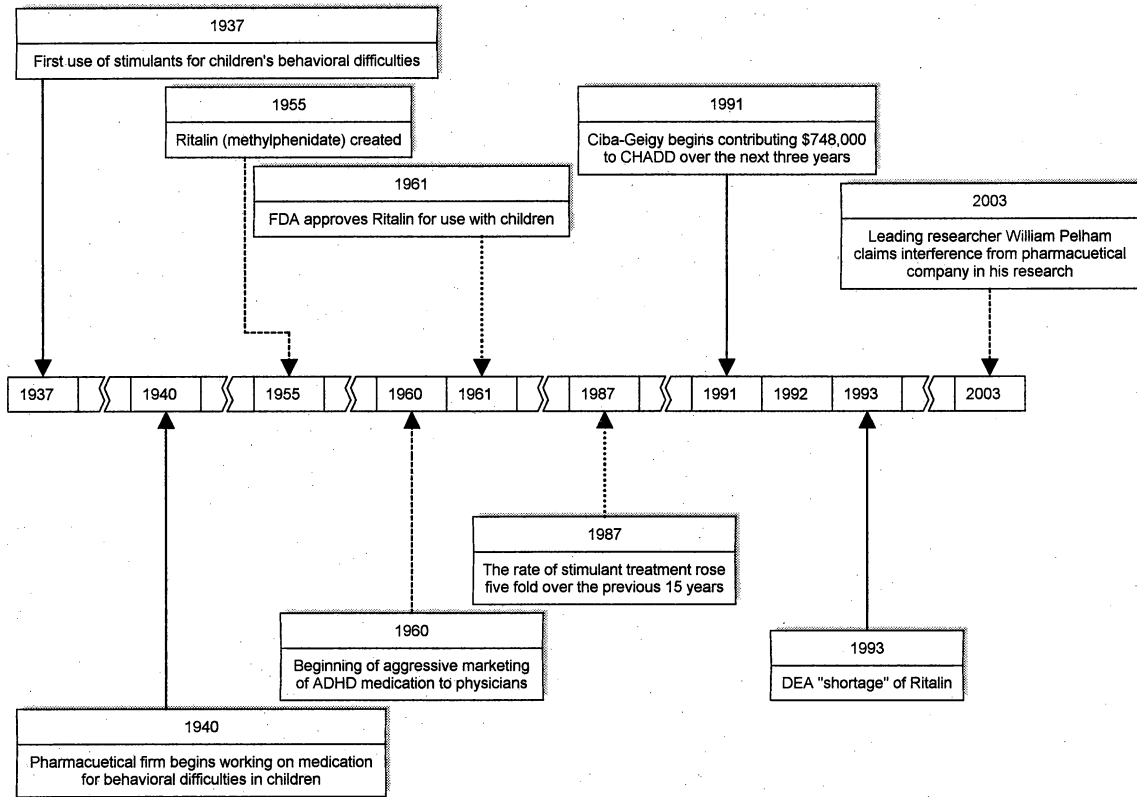 1937
First use of stimulants for children's behavioral difficulties
1955
Ritalin (methylphenidate) created
1961
FDA approves Ritalin for use with children
1991
Ciba-Geigy begins contributing $748,000
to CHADD over the next three years
2003
Leading researcher William Pelham
claims interference from pharmacuetical
company in his research
1937 1940 1955 1960 1961 1987 1991 1992 1993 2003
1987
The rate of stimulant treatment rose
five fold over the previous 15 years
1960
Beginning of aggressive marketing
of ADHD medication to physicians
1993
DEA "shortage" of Ritalin
1940
Pharmacuetical firm begins working on medication
for behavioral difficulties in children